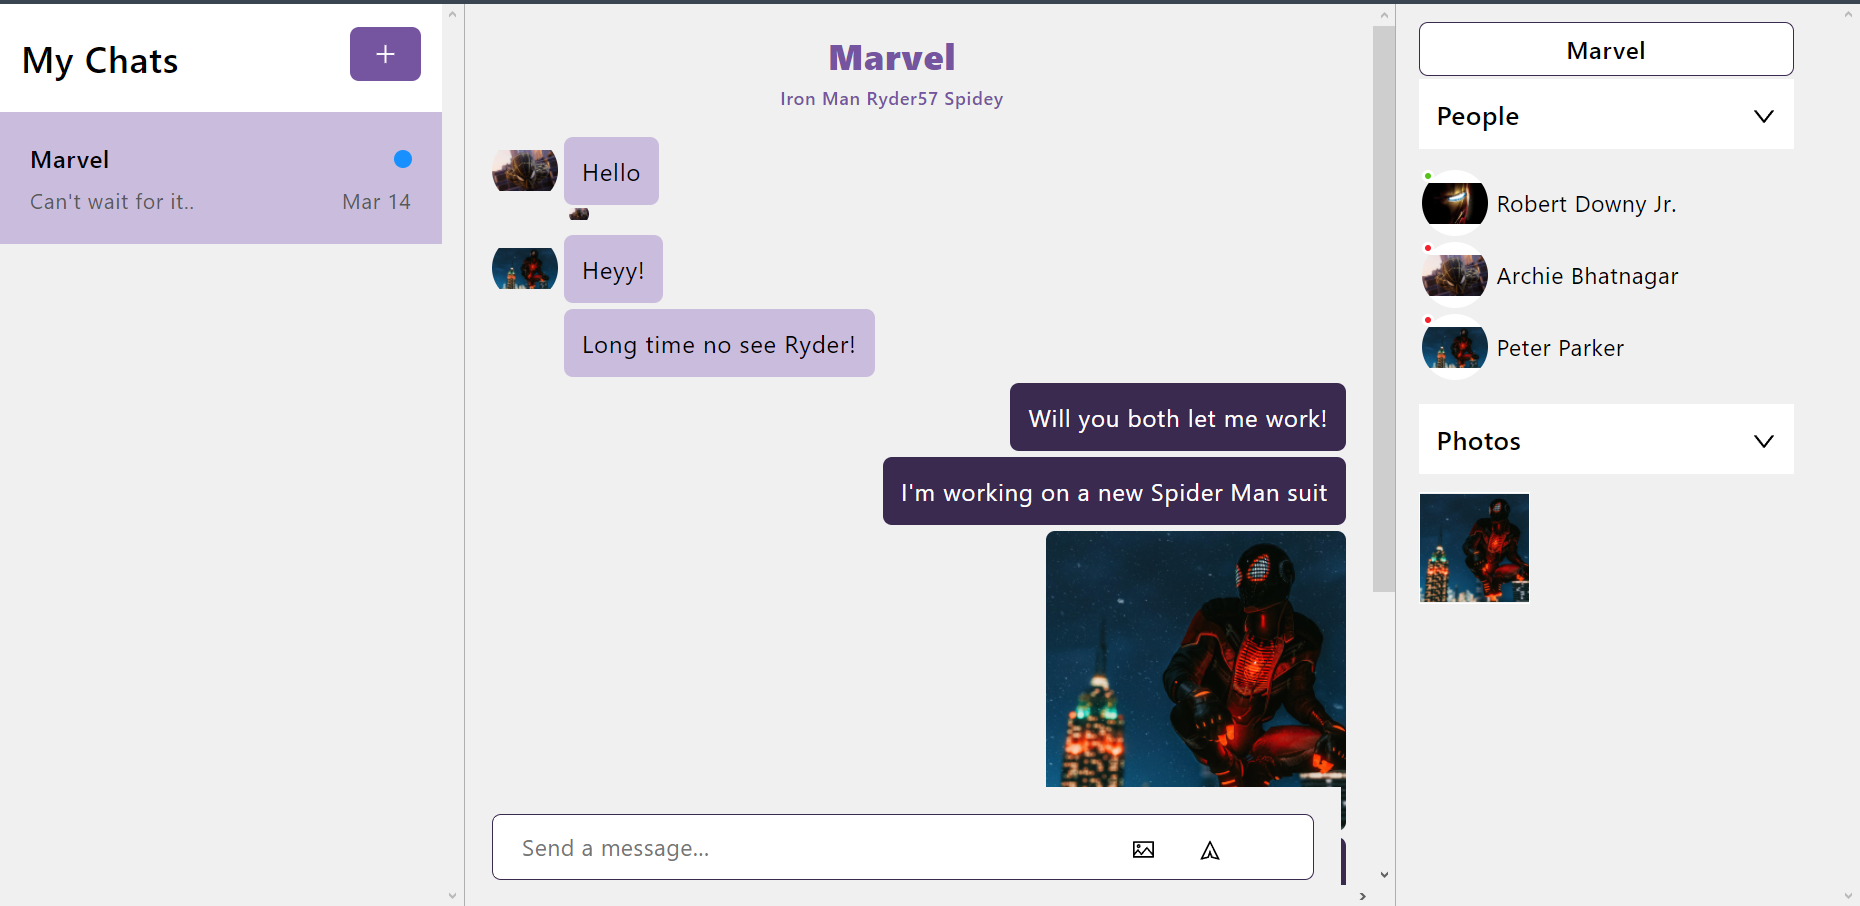 My Chats
+
Marvel
Can't wait for it..
Mar 14
Marvel
Iron Man Ryder57 Spidey
Hello
Heyy!
Long time no see Ryder!
Will you both let me work!
I'm working on a new Spider Man suit
Send a message...
Marvel
People
Robert Downy Jr.
Archie Bhatnagar
Peter Parker
Photos